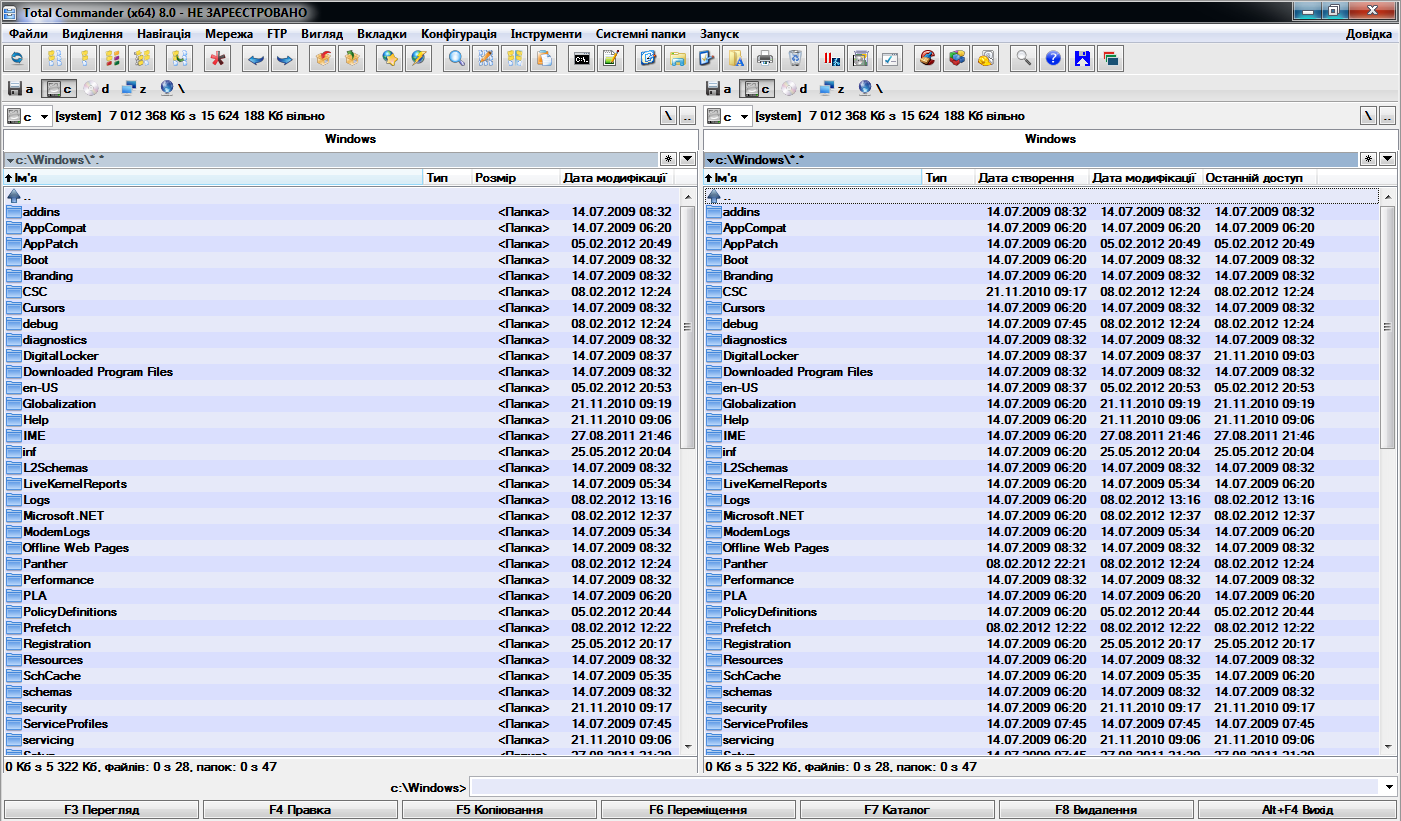 Total Commander (x64) 8.0 - НЕ ЗАРЕЄСТРОВАНО
Файли Виділення Навігація Мережа FTP Вигляд Вкладки Конфігурація Інструменти Системні папки Запуск Довідка
a c d z \ a c d z \
c [system] 7 012 368 Кб з 15 624 188 Кб вільно \ .. c [system] 7 012 368 Кб з 15 624 188 Кб вільно \ ..
Windows Windows
c:\Windows\*.* * c:\Windows\*.* *
Ім'я Тип Розмір Дата модифікації Ім'я Тип Дата створення Дата модифікації Останній доступ
.. ..
addins <Папка> 14.07.2009 08:32 addins 14.07.2009 08:32 14.07.2009 08:32 14.07.2009 08:32
AppCompat <Папка> 14.07.2009 06:20 AppCompat 14.07.2009 06:20 14.07.2009 06:20 14.07.2009 06:20
AppPatch <Папка> 05.02.2012 20:49 AppPatch 14.07.2009 06:20 05.02.2012 20:49 05.02.2012 20:49
Boot <Папка> 14.07.2009 08:32 Boot 14.07.2009 06:20 14.07.2009 08:32 14.07.2009 08:32
Branding <Папка> 14.07.2009 08:32 Branding 14.07.2009 06:20 14.07.2009 08:32 14.07.2009 08:32
CSC <Папка> 08.02.2012 12:24 CSC 21.11.2010 09:17 08.02.2012 12:24 08.02.2012 12:24
Cursors <Папка> 14.07.2009 08:32 Cursors 14.07.2009 06:20 14.07.2009 08:32 14.07.2009 08:32
debug <Папка> 08.02.2012 12:24 debug 14.07.2009 07:45 08.02.2012 12:24 08.02.2012 12:24
diagnostics <Папка> 14.07.2009 08:32 diagnostics 14.07.2009 08:32 14.07.2009 08:32 14.07.2009 08:32
DigitalLocker <Папка> 14.07.2009 08:37 DigitalLocker 14.07.2009 08:37 14.07.2009 08:37 21.11.2010 09:03
Downloaded Program Files <Папка> 14.07.2009 08:32 Downloaded Program Files 14.07.2009 08:32 14.07.2009 08:32 14.07.2009 08:32
en-US <Папка> 05.02.2012 20:53 en-US 14.07.2009 08:37 05.02.2012 20:53 05.02.2012 20:53
Globalization <Папка> 21.11.2010 09:19 Globalization 14.07.2009 06:20 21.11.2010 09:19 21.11.2010 09:19
Help <Папка> 21.11.2010 09:06 Help 14.07.2009 06:20 21.11.2010 09:06 21.11.2010 09:06
IME <Папка> 27.08.2011 21:46 IME 14.07.2009 06:20 27.08.2011 21:46 27.08.2011 21:46
inf <Папка> 25.05.2012 20:04 inf 14.07.2009 06:20 25.05.2012 20:04 25.05.2012 20:04
L2Schemas <Папка> 14.07.2009 08:32 L2Schemas 14.07.2009 06:20 14.07.2009 08:32 14.07.2009 08:32
LiveKernelReports <Папка> 14.07.2009 05:34 LiveKernelReports 14.07.2009 06:20 14.07.2009 05:34 14.07.2009 06:20
Logs <Папка> 08.02.2012 13:16 Logs 14.07.2009 06:20 08.02.2012 13:16 08.02.2012 13:16
Microsoft.NET <Папка> 08.02.2012 12:37 Microsoft.NET 14.07.2009 06:20 08.02.2012 12:37 08.02.2012 12:37
ModemLogs <Папка> 14.07.2009 05:34 ModemLogs 14.07.2009 06:20 14.07.2009 05:34 14.07.2009 06:20
Offline Web Pages <Папка> 14.07.2009 08:32 Offline Web Pages 14.07.2009 08:32 14.07.2009 08:32 14.07.2009 08:32
Panther <Папка> 08.02.2012 12:24 Panther 08.02.2012 22:21 08.02.2012 12:24 08.02.2012 12:24
Performance <Папка> 14.07.2009 08:32 Performance 14.07.2009 08:32 14.07.2009 08:32 14.07.2009 08:32
PLA <Папка> 14.07.2009 06:20 PLA 14.07.2009 06:20 14.07.2009 06:20 14.07.2009 06:20
PolicyDefinitions <Папка> 05.02.2012 20:44 PolicyDefinitions 14.07.2009 06:20 05.02.2012 20:44 05.02.2012 20:44
Prefetch <Папка> 08.02.2012 12:22 Prefetch 08.02.2012 12:22 08.02.2012 12:22 08.02.2012 12:22
Registration <Папка> 25.05.2012 20:17 Registration 14.07.2009 06:20 25.05.2012 20:17 25.05.2012 20:17
Resources <Папка> 14.07.2009 08:32 Resources 14.07.2009 06:20 14.07.2009 08:32 14.07.2009 08:32
SchCache <Папка> 14.07.2009 05:35 SchCache 14.07.2009 06:20 14.07.2009 05:35 14.07.2009 06:20
schemas <Папка> 14.07.2009 08:32 schemas 14.07.2009 06:20 14.07.2009 08:32 14.07.2009 08:32
security <Папка> 21.11.2010 09:17 security 14.07.2009 06:20 21.11.2010 09:17 21.11.2010 09:17
ServiceProfiles <Папка> 14.07.2009 07:45 ServiceProfiles 14.07.2009 07:45 14.07.2009 07:45 14.07.2009 07:45
servicing <Папка> 21.11.2010 09:06 servicing 14.07.2009 06:20 21.11.2010 09:06 21.11.2010 09:06
0 Кб з 5 322 Кб, файлів: 0 з 28, папок: 0 з 47 0 Кб з 5 322 Кб, файлів: 0 з 28, папок: 0 з 47
c:\Windows>
F3 Перегляд F4 Правка F5 Копіювання F6 Переміщення F7 Каталог F8 Видалення Alt+F4 Вихід